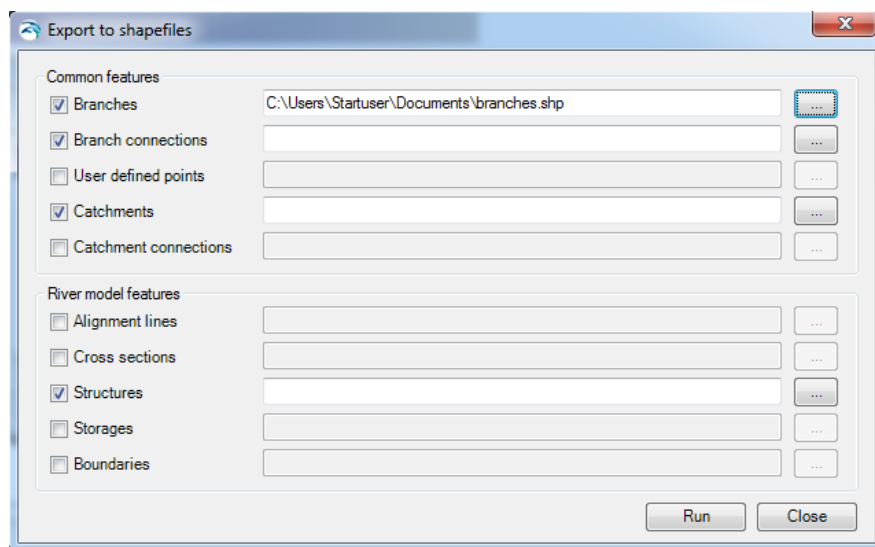 Export to shapefiles
Common features
Branches C:\Users\Startuser\Documents\branches.shp ...
Branch connections ...
User defined points ...
Catchments ...
Catchment connections ...
River model features
Alignment lines ...
Cross sections ...
Structures ...
Storages ...
Boundaries ...
Run Close